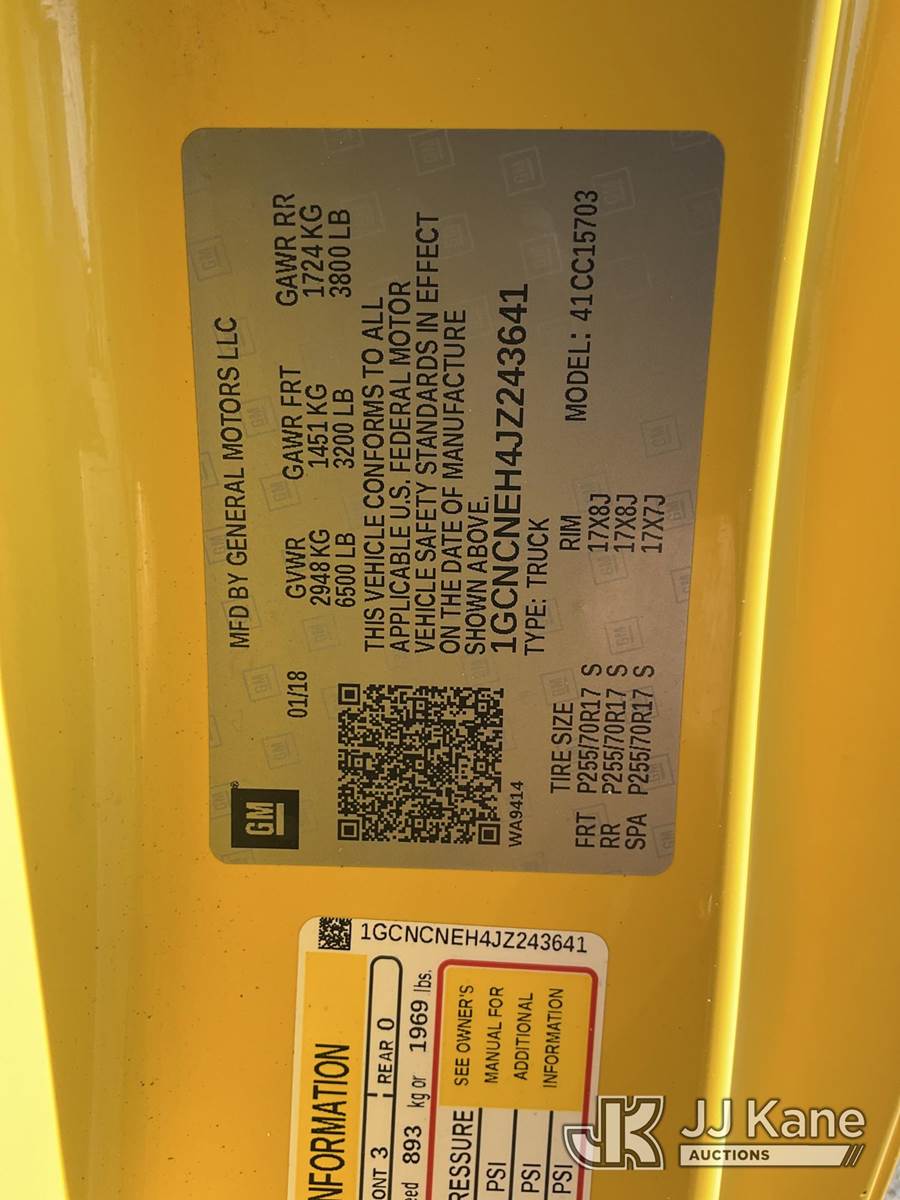 GM
®
MFD BY GENERAL MOTORS LLC
01/18
GVWR GAWR FRT GAWR RR
2948 KG 1451 KG 1724 KG
6500 LB 3200 LB 3800 LB
THIS VEHICLE CONFORMS TO ALL
APPLICABLE U.S. FEDERAL MOTOR
VEHICLE SAFETY STANDARDS IN EFFECT
ON THE DATE OF MANUFACTURE
SHOWN ABOVE.
1GCNCNEH4JZ243641
WA9414
TYPE: TRUCK
MODEL: 41CC15703
TIRE SIZE RIM
FRT P255/70R17 S 17X8J
RR P255/70R17 S 17X8J
SPA P255/70R17 S 17X7J
1GCNCNEH4JZ243641
NFORMATION
ONT 3 REAR 0
eed 893 kg or 1969 lbs.
RESSURE
PSI
PSI
PSI
SEE OWNER'S
MANUAL FOR
ADDITIONAL
INFORMATION
JK
JJ Kane
AUCTIONS